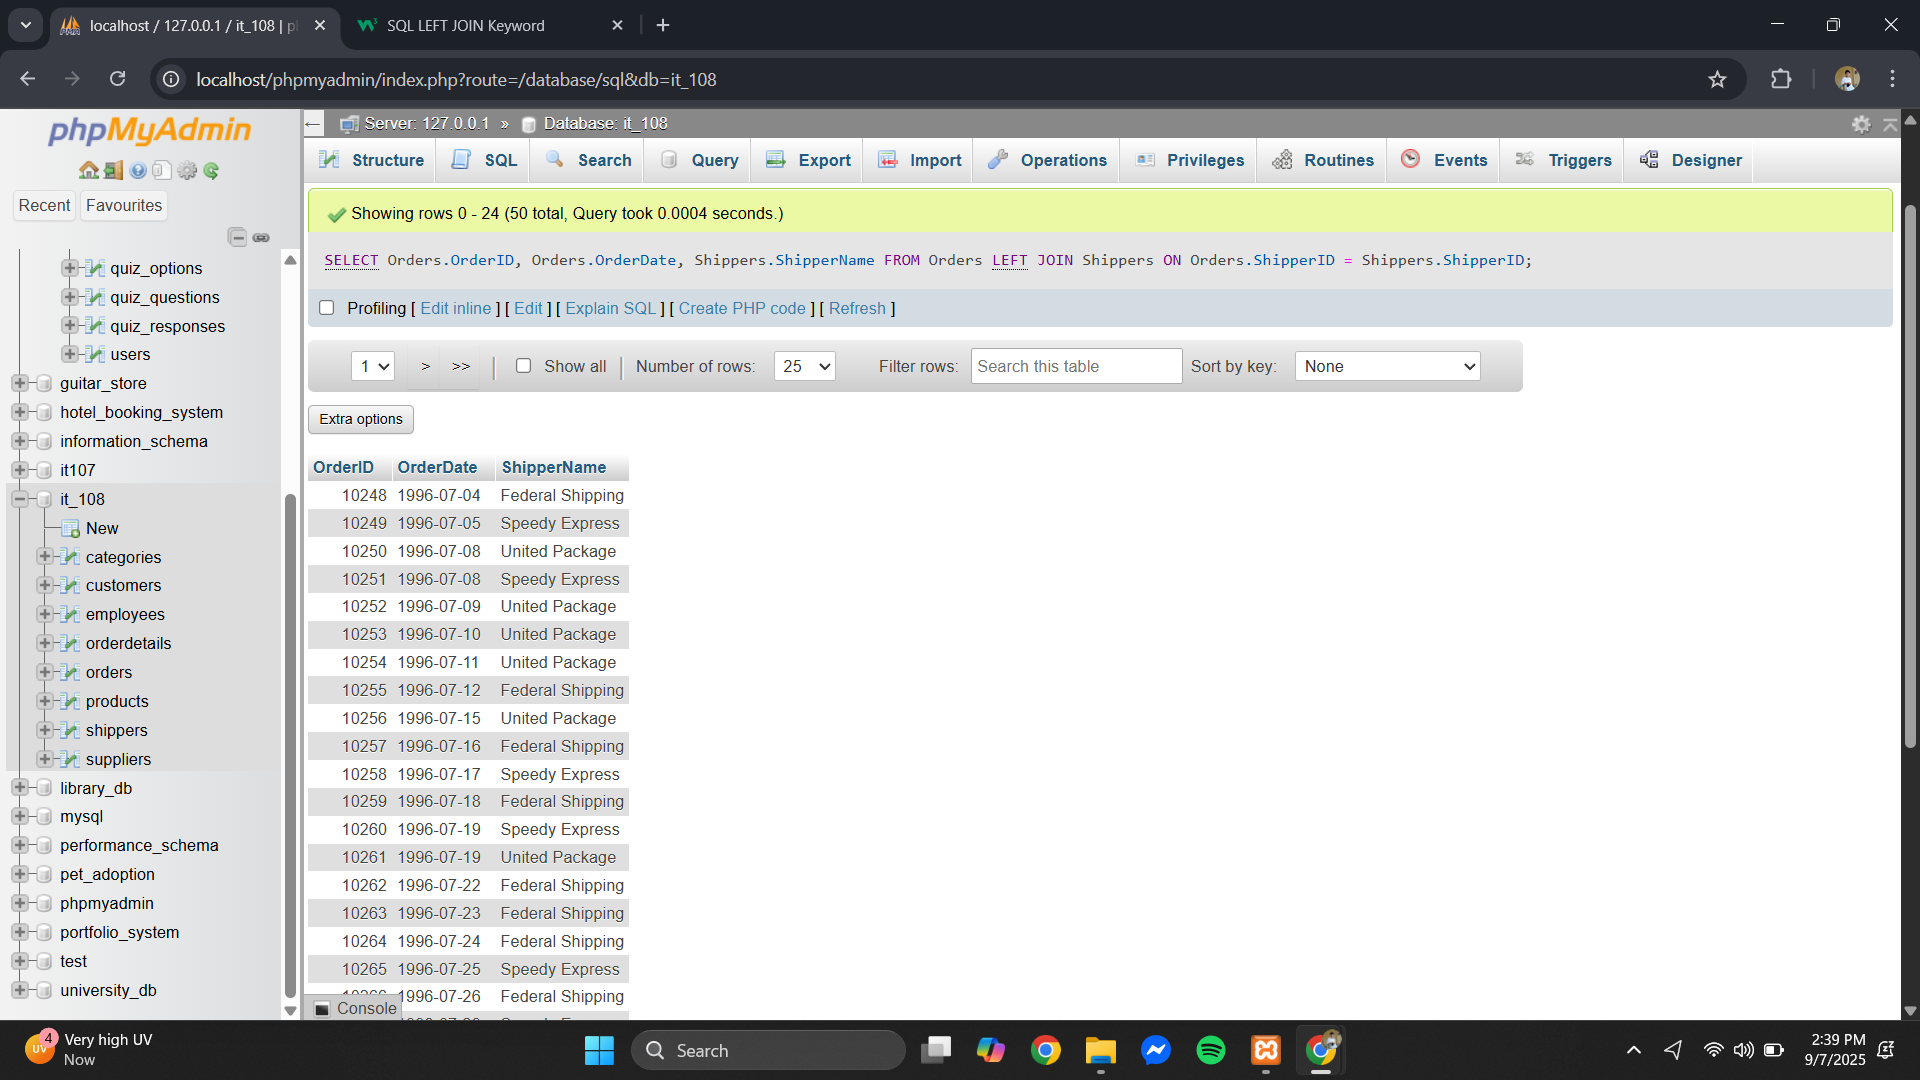 localhost / 127.0.0.1 / it_108 | p
SQL LEFT JOIN Keyword
localhost/phpmyadmin/index.php?route=/database/sql&db=it_108
phpMyAdmin
Recent Favourites
quiz_options
quiz_questions
quiz_responses
users
guitar_store
hotel_booking_system
information_schema
it107
it_108
New
categories
customers
employees
orderdetails
orders
products
shippers
suppliers
library_db
mysql
performance_schema
pet_adoption
phpmyadmin
portfolio_system
test
university_db
Server: 127.0.0.1 » Database: it_108
Structure SQL Search Query Export Import Operations Privileges Routines Events Triggers Designer
Showing rows 0 - 24 (50 total, Query took 0.0004 seconds.)
SELECT Orders.OrderID, Orders.OrderDate, Shippers.ShipperName FROM Orders LEFT JOIN Shippers ON Orders.ShipperID = Shippers.ShipperID;
Profiling [ Edit inline ] [ Edit ] [ Explain SQL ] [ Create PHP code ] [ Refresh ]
1 > >> Show all Number of rows: 25 Filter rows: Search this table Sort by key: None
Extra options
OrderID OrderDate ShipperName
10248 1996-07-04 Federal Shipping
10249 1996-07-05 Speedy Express
10250 1996-07-08 United Package
10251 1996-07-08 Speedy Express
10252 1996-07-09 United Package
10253 1996-07-10 United Package
10254 1996-07-11 United Package
10255 1996-07-12 Federal Shipping
10256 1996-07-15 United Package
10257 1996-07-16 Federal Shipping
10258 1996-07-17 Speedy Express
10259 1996-07-18 Federal Shipping
10260 1996-07-19 Speedy Express
10261 1996-07-19 United Package
10262 1996-07-22 Federal Shipping
10263 1996-07-23 Federal Shipping
10264 1996-07-24 Federal Shipping
10265 1996-07-25 Speedy Express
1996-07-26 Federal Shipping
Console
4
UV
Very high UV
Now
Search
2:39 PM
9/7/2025